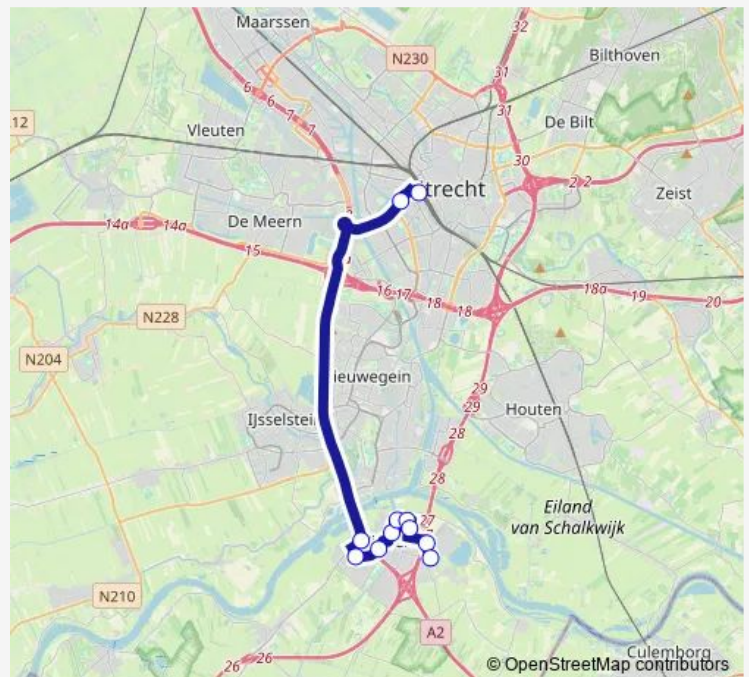 Maarssen
32
N230
31
Bilthoven
6
6
7
7
31
12
Vleuten
De Bilt
30
trecht
2 2
Zeist
14a
14a
De Meern
15
16
17
18
18
18a
19
20
N228
N204
ieuwegein
29
29
Houten
IJsselstei
28
28
27
Eiland
van Schalkwijk
N210
A2
26
26
Culemborg
© OpenStreetMap contributors